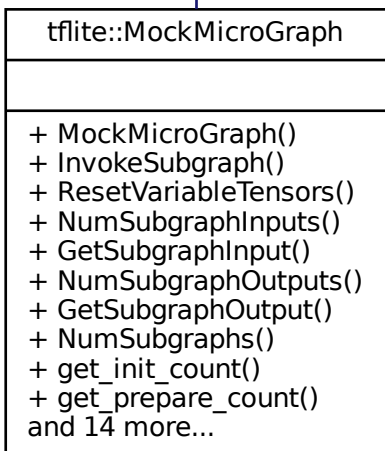 tflite::MockMicroGraph
+ MockMicroGraph()
+ InvokeSubgraph()
+ ResetVariableTensors()
+ NumSubgraphInputs()
+ GetSubgraphInput()
+ NumSubgraphOutputs()
+ GetSubgraphOutput()
+ NumSubgraphs()
+ get_init_count()
+ get_prepare_count()
and 14 more...